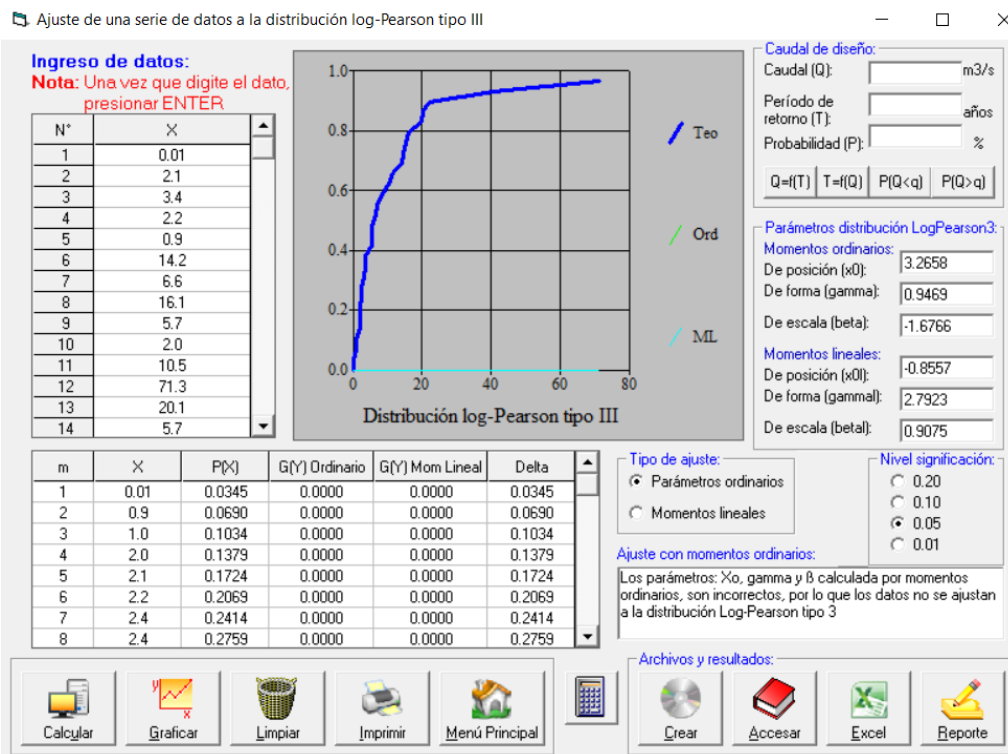 Ajuste de una serie de datos a la distribución log-Pearson tipo III
Ingreso de datos:
Nota: Una vez que digite el dato,
presionar ENTER
N° X
1 0.01
2 2.1
3 3.4
4 2.2
5 0.9
6 14.2
7 6.6
8 16.1
9 5.7
10 2.0
11 10.5
12 71.3
13 20.1
14 5.7
1.0
0.8
0.6
0.4
0.2
0.0
0 20 40 60 80
Distribución log-Pearson tipo III
Teo
Ord
ML
Caudal de diseño:
Caudal (Q): m3/s
Período de
retorno (T): años
Probabilidad (P): %
Q=f(T) T=f(Q) P(Q<q) P(Q>q)
Parámetros distribución LogPearson3:
Momentos ordinarios:
De posición (x0): 3.2658
De forma (gamma): 0.9469
De escala (beta): -1.6766
Momentos lineales:
De posición (x0l): -0.8557
De forma (gammal): 2.7923
De escala (betal): 0.9075
m X P(X) G(Y) Ordinario G(Y) Mom Lineal Delta
1 0.01 0.0345 0.0000 0.0000 0.0345
2 0.9 0.0690 0.0000 0.0000 0.0690
3 1.0 0.1034 0.0000 0.0000 0.1034
4 2.0 0.1379 0.0000 0.0000 0.1379
5 2.1 0.1724 0.0000 0.0000 0.1724
6 2.2 0.2069 0.0000 0.0000 0.2069
7 2.4 0.2414 0.0000 0.0000 0.2414
8 2.4 0.2759 0.0000 0.0000 0.2759
Tipo de ajuste:
Parámetros ordinarios
Momentos lineales
Nivel significación:
0.20
0.10
0.05
0.01
Ajuste con momentos ordinarios:
Los parámetros: Xo, gamma y ß calculada por momentos
ordinarios, son incorrectos, por lo que los datos no se ajustan
a la distribución Log-Pearson tipo 3
Calcular Graficar Limpiar Imprimir Menú Principal
Archivos y resultados:
Crear Accesar Excel Reporte